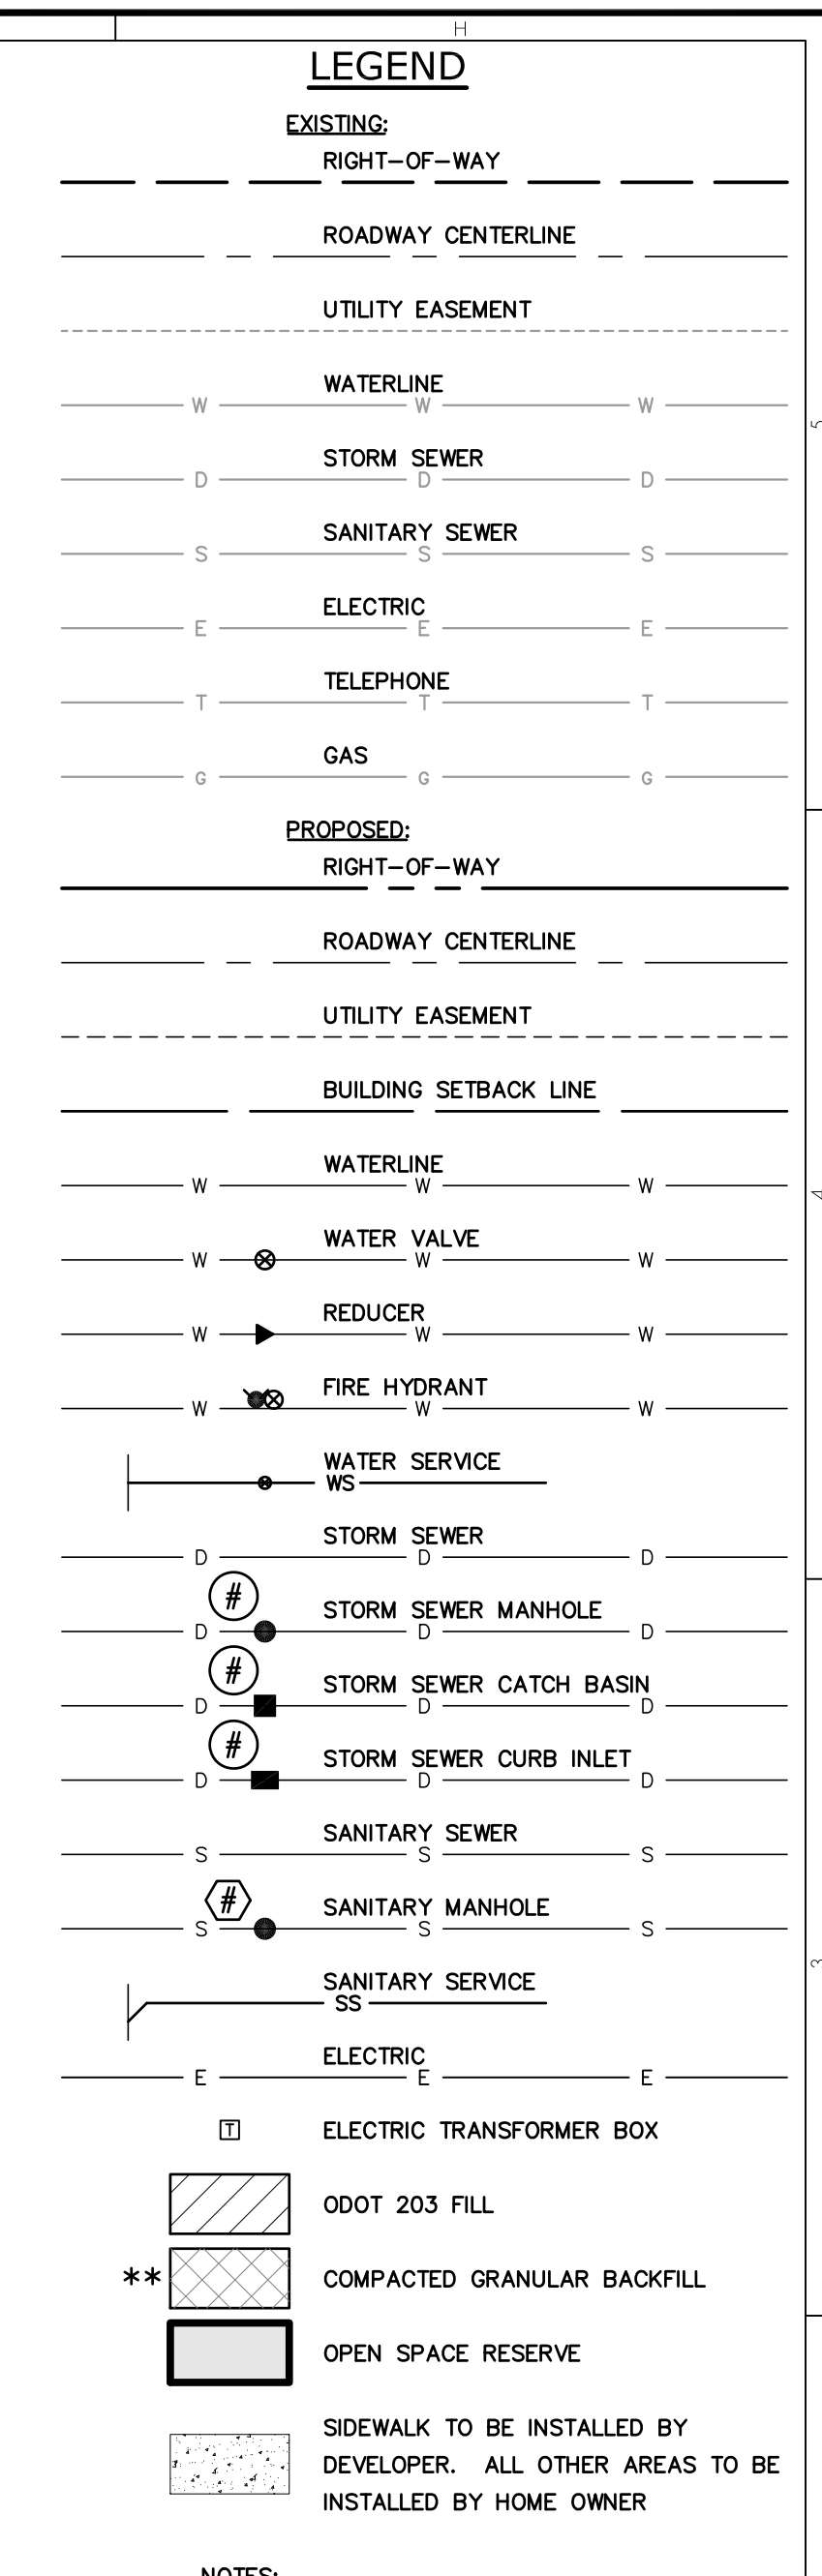 H
LEGEND
EXISTING:
RIGHT-OF-WAY
ROADWAY CENTERLINE
UTILITY EASEMENT
WATERLINE
W W W
5
STORM SEWER
D D D
SANITARY SEWER
S S S
ELECTRIC
E E E
TELEPHONE
T T T
GAS
G G G
PROPOSED:
RIGHT-OF-WAY
ROADWAY CENTERLINE
UTILITY EASEMENT
BUILDING SETBACK LINE
WATERLINE
W W W
4
WATER VALVE
W W W
REDUCER
W W W
FIRE HYDRANT
W W W
WATER SERVICE
WS
STORM SEWER
D D D
#
STORM SEWER MANHOLE
D D D
#
STORM SEWER CATCH BASIN
D D D
#
STORM SEWER CURB INLET
D D D
SANITARY SEWER
S S S
#
SANITARY MANHOLE
S S S
3
SANITARY SERVICE
SS
ELECTRIC
E E E
T ELECTRIC TRANSFORMER BOX
ODOT 203 FILL
** COMPACTED GRANULAR BACKFILL
OPEN SPACE RESERVE
SIDEWALK TO BE INSTALLED BY
DEVELOPER. ALL OTHER AREAS TO BE
INSTALLED BY HOME OWNER
NOTES: